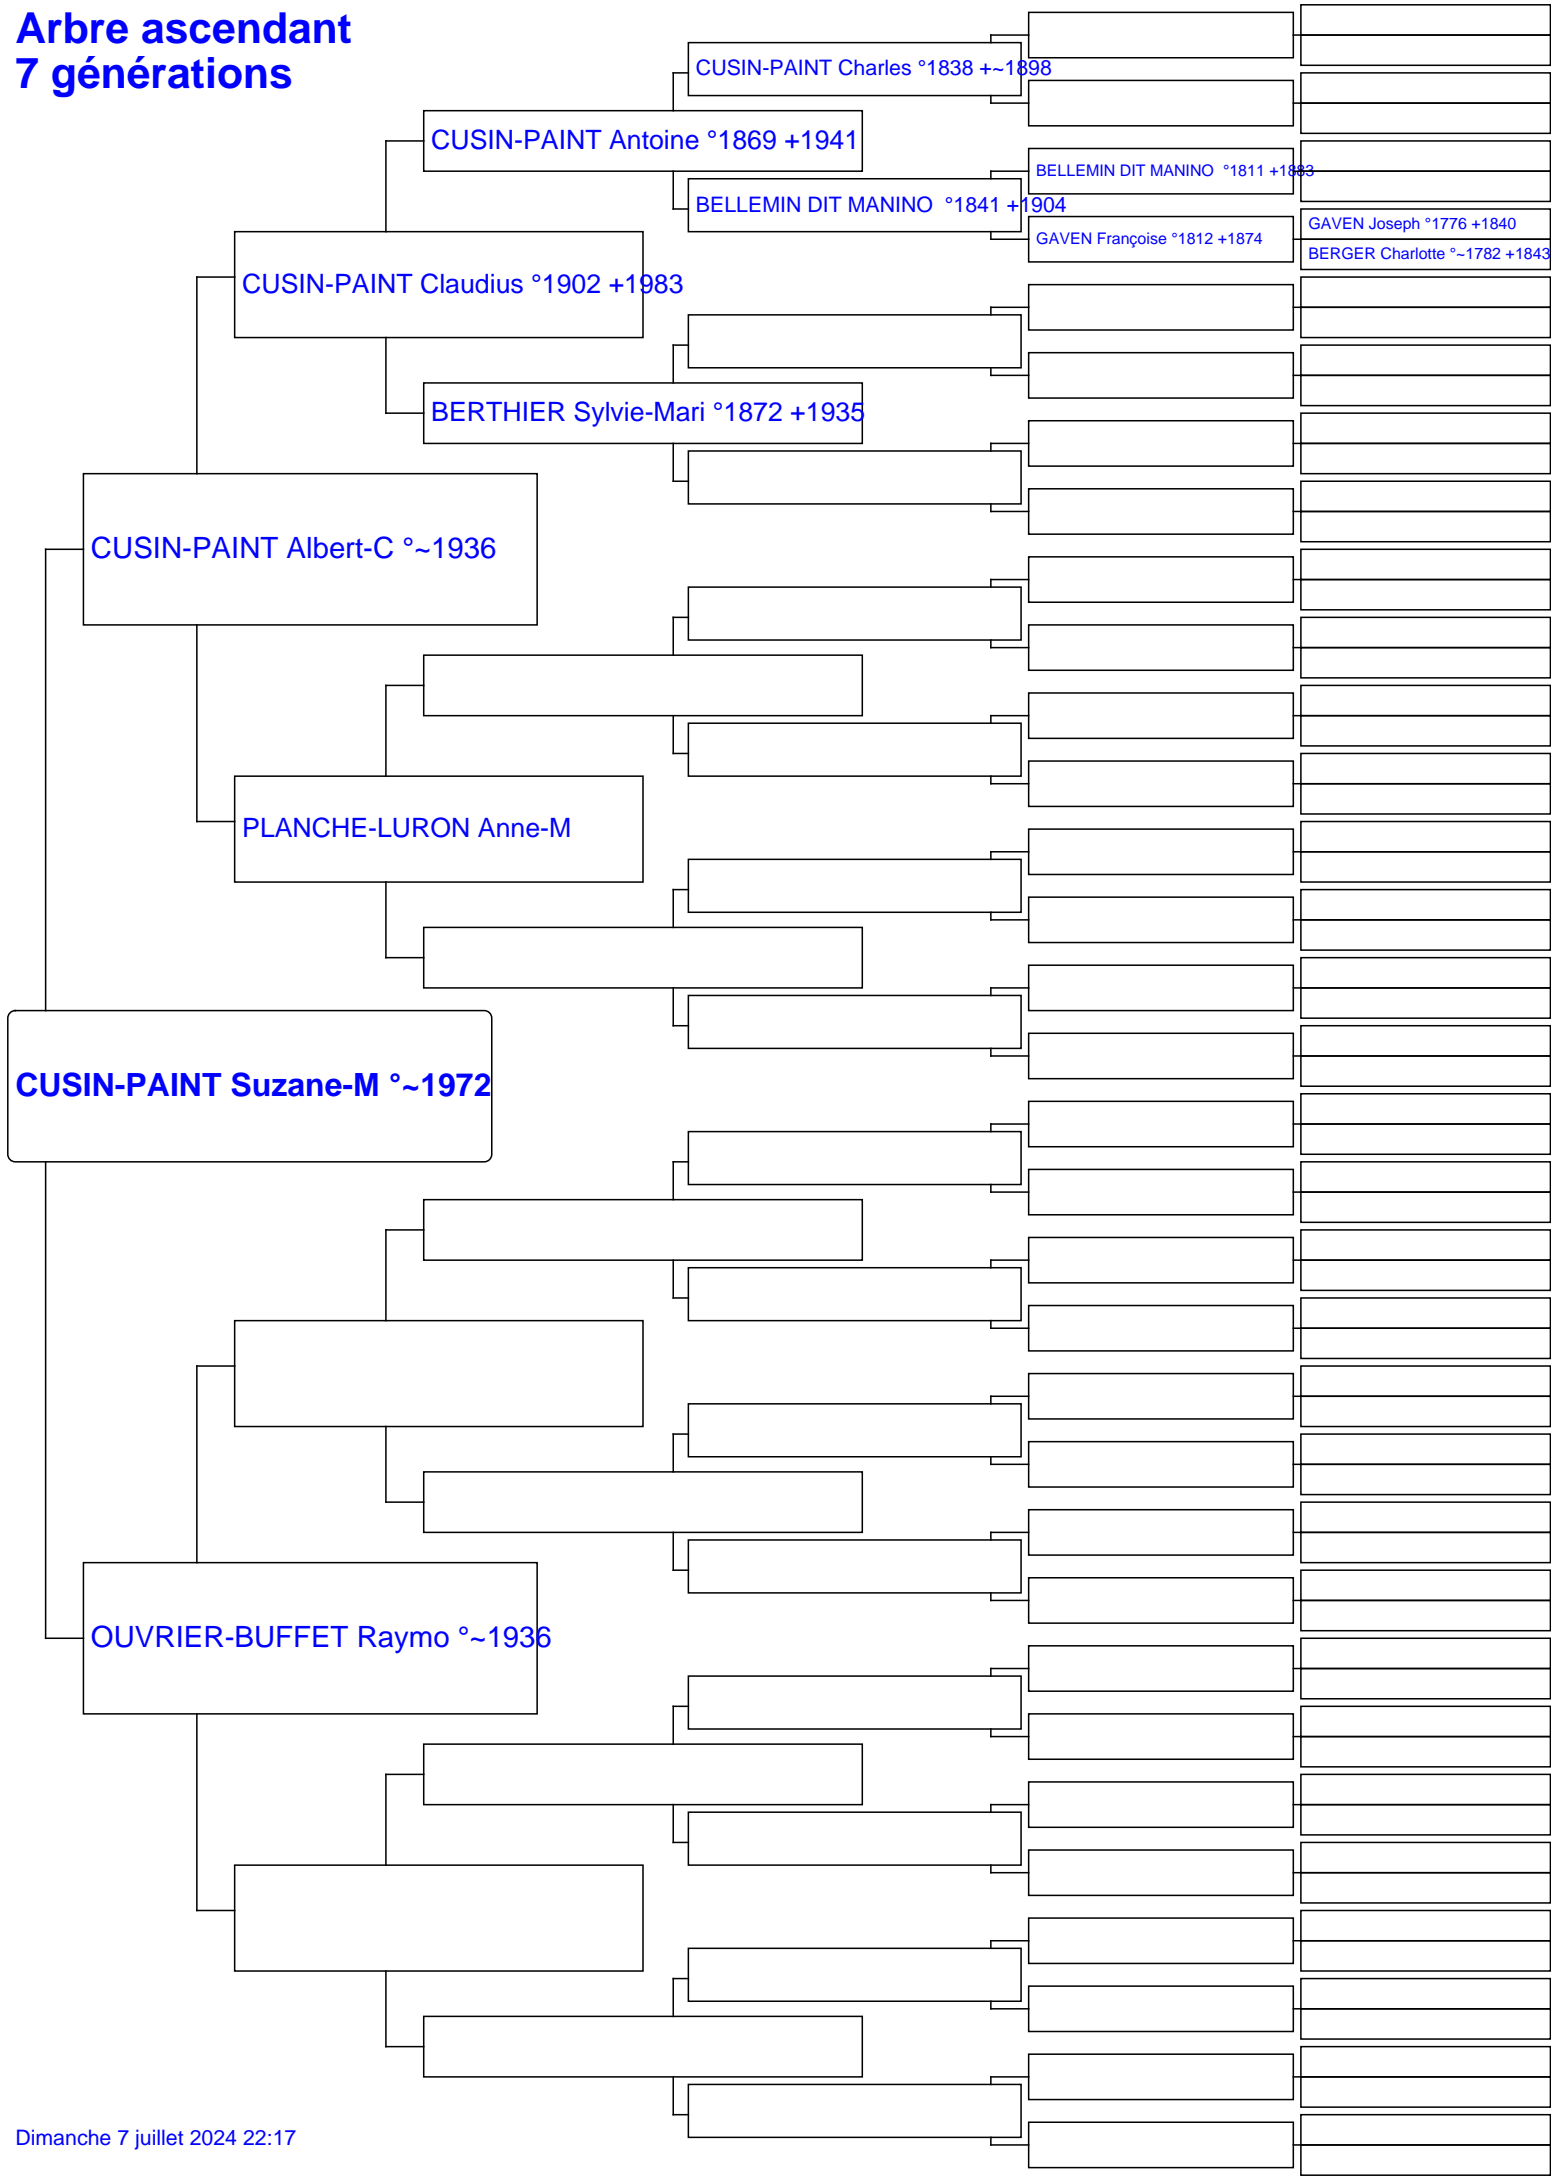 Arbre ascendant
7 générations
CUSIN-PAINT Charles °1838 +~1898
CUSIN-PAINT Antoine °1869 +1941
BELLEMIN DIT MANINO  °1811 +1883
BELLEMIN DIT MANINO  °1841 +1904
GAVEN Joseph °1776 +1840
GAVEN Françoise °1812 +1874
BERGER Charlotte °~1782 +1843
CUSIN-PAINT Claudius °1902 +1983
BERTHIER Sylvie-Mari °1872 +1935
CUSIN-PAINT Albert-C °~1936
PLANCHE-LURON Anne-M
CUSIN-PAINT Suzane-M °~1972
OUVRIER-BUFFET Raymo °~1936
Dimanche 7 juillet 2024 22:17